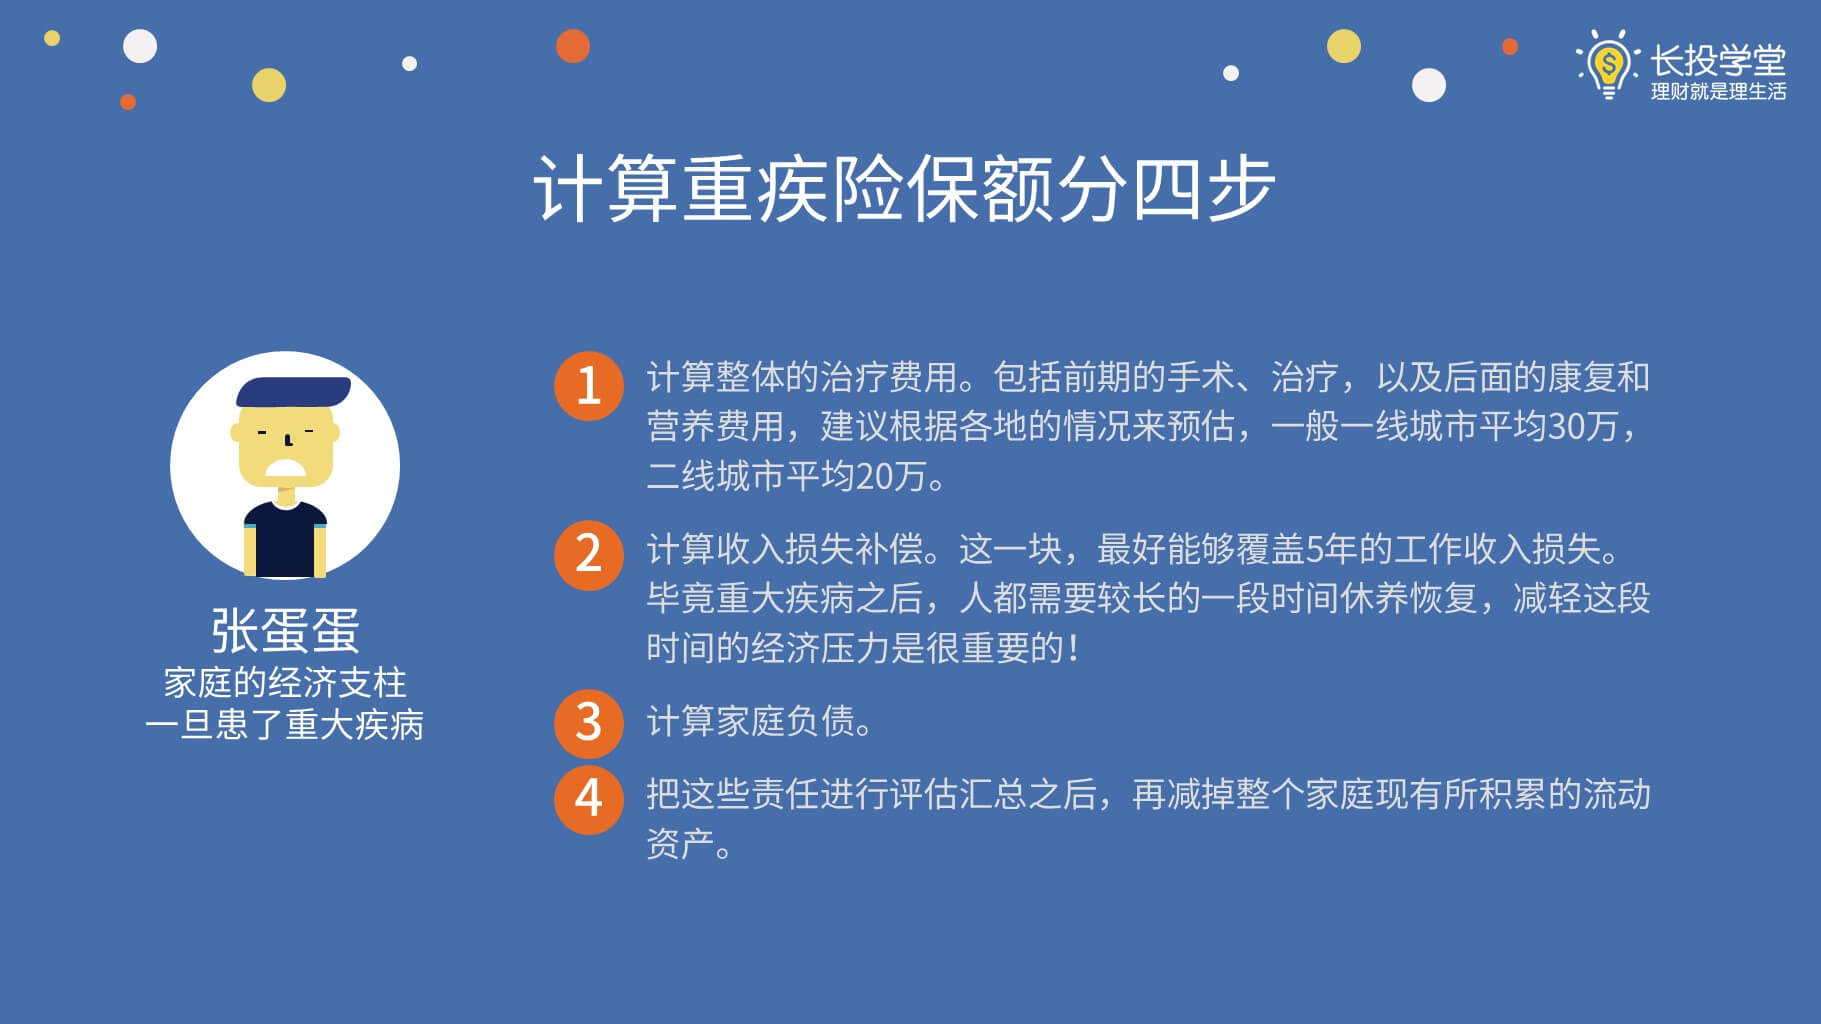 长投学堂
理财就是理生活
计算重疾险保额分四步
张蛋蛋
家庭的经济支柱
一旦患了重大疾病
1
计算整体的治疗费用。包括前期的手术、治疗，以及后面的康复和
营养费用，建议根据各地的情况来预估，一般一线城市平均30万，
二线城市平均20万。
2
计算收入损失补偿。这一块，最好能够覆盖5年的工作收入损失。
毕竟重大疾病之后，人都需要较长的一段时间休养恢复，减轻这段
时间的经济压力是很重要的！
3
计算家庭负债。
4
把这些责任进行评估汇总之后，再减掉整个家庭现有所积累的流动
资产。